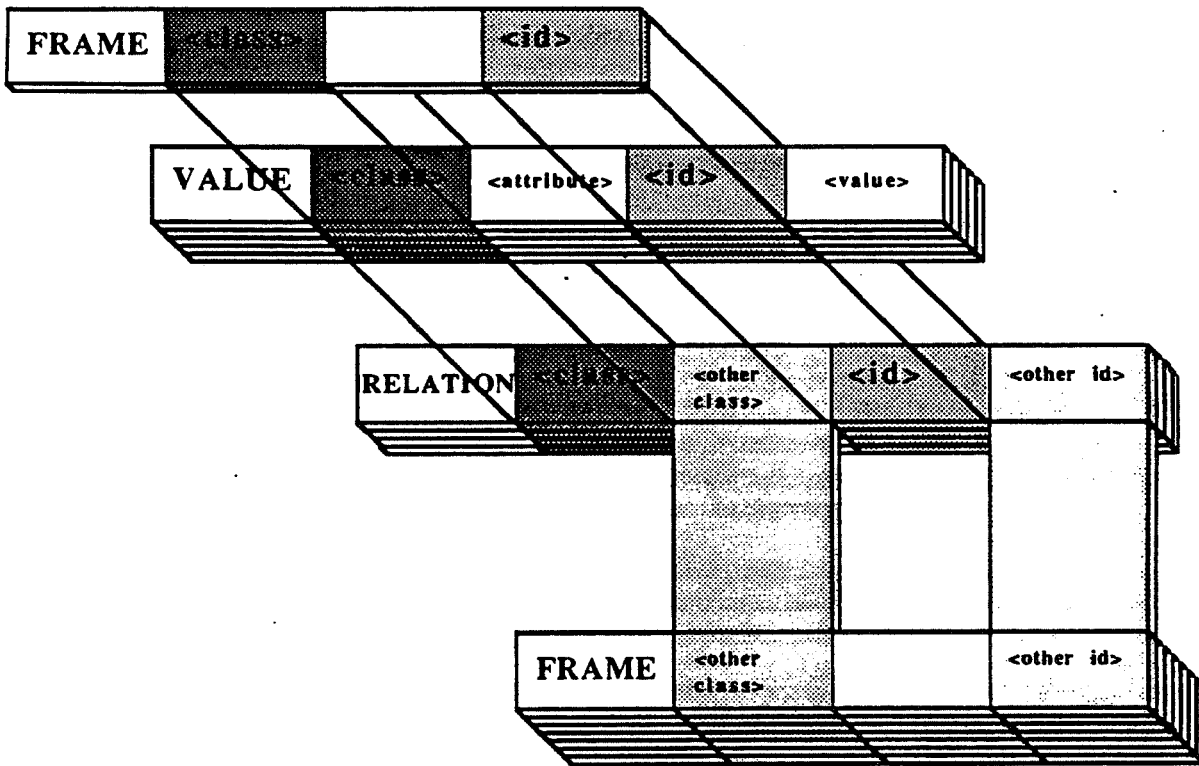 FRAME <class> <id>
VALUE <class> <attribute> <id> <value>
RELATION <class> <other class> <id> <other id>
FRAME <other class> <other id>